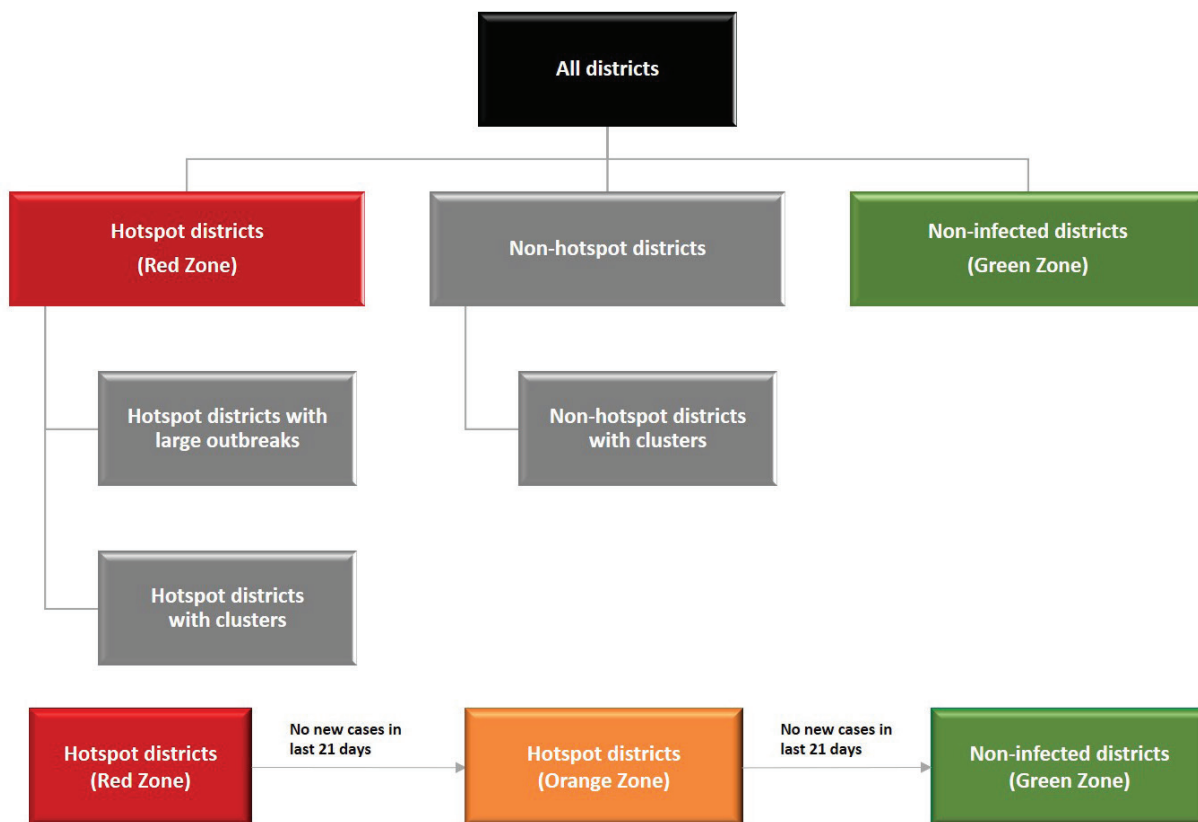 All districts
Hotspot districts
(Red Zone)
Non-hotspot districts
Non-infected districts
(Green Zone)
Hotspot districts with
large outbreaks
Non-hotspot districts
with clusters
Hotspot districts
with clusters
Hotspot districts
(Red Zone)
No new cases in
last 21 days
Hotspot districts
(Orange Zone)
No new cases in
last 21 days
Non-infected districts
(Green Zone)